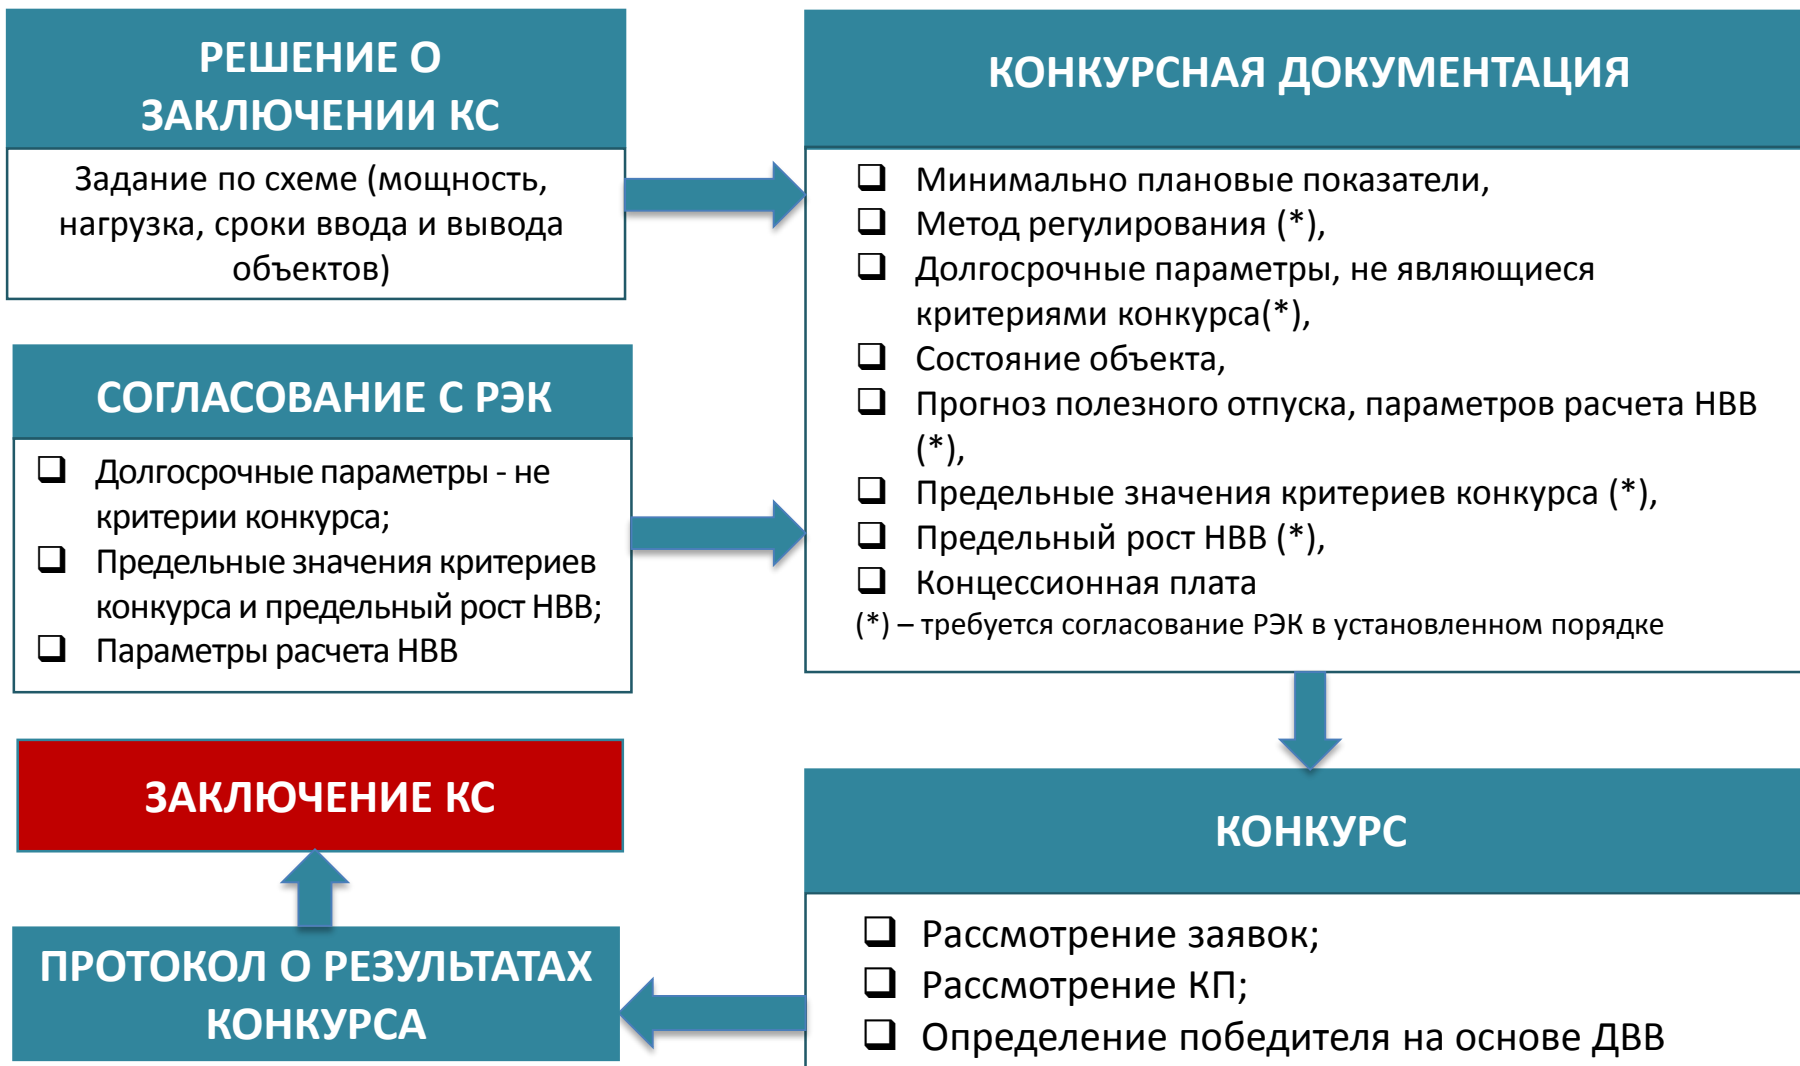 РЕШЕНИЕ О
ЗАКЛЮЧЕНИИ КС
Задание по схеме (мощность,
нагрузка, сроки ввода и вывода
объектов)
СОГЛАСОВАНИЕ С РЭК
Долгосрочные параметры - не
критерии конкурса;
Предельные значения критериев
конкурса и предельный рост НВВ;
Параметры расчета НВВ
КОНКУРСНАЯ ДОКУМЕНТАЦИЯ
Минимально плановые показатели,
Метод регулирования (*),
Долгосрочные параметры, не являющиеся
критериями конкурса(*),
Состояние объекта,
Прогноз полезного отпуска, параметров расчета НВВ
(*),
Предельные значения критериев конкурса (*),
Предельный рост НВВ (*),
Концессионная плата
(*) – требуется согласование РЭК в установленном порядке
КОНКУРС
Рассмотрение заявок;
Рассмотрение КП;
Определение победителя на основе ДВВ
ПРОТОКОЛ О РЕЗУЛЬТАТАХ
КОНКУРСА
ЗАКЛЮЧЕНИЕ КС